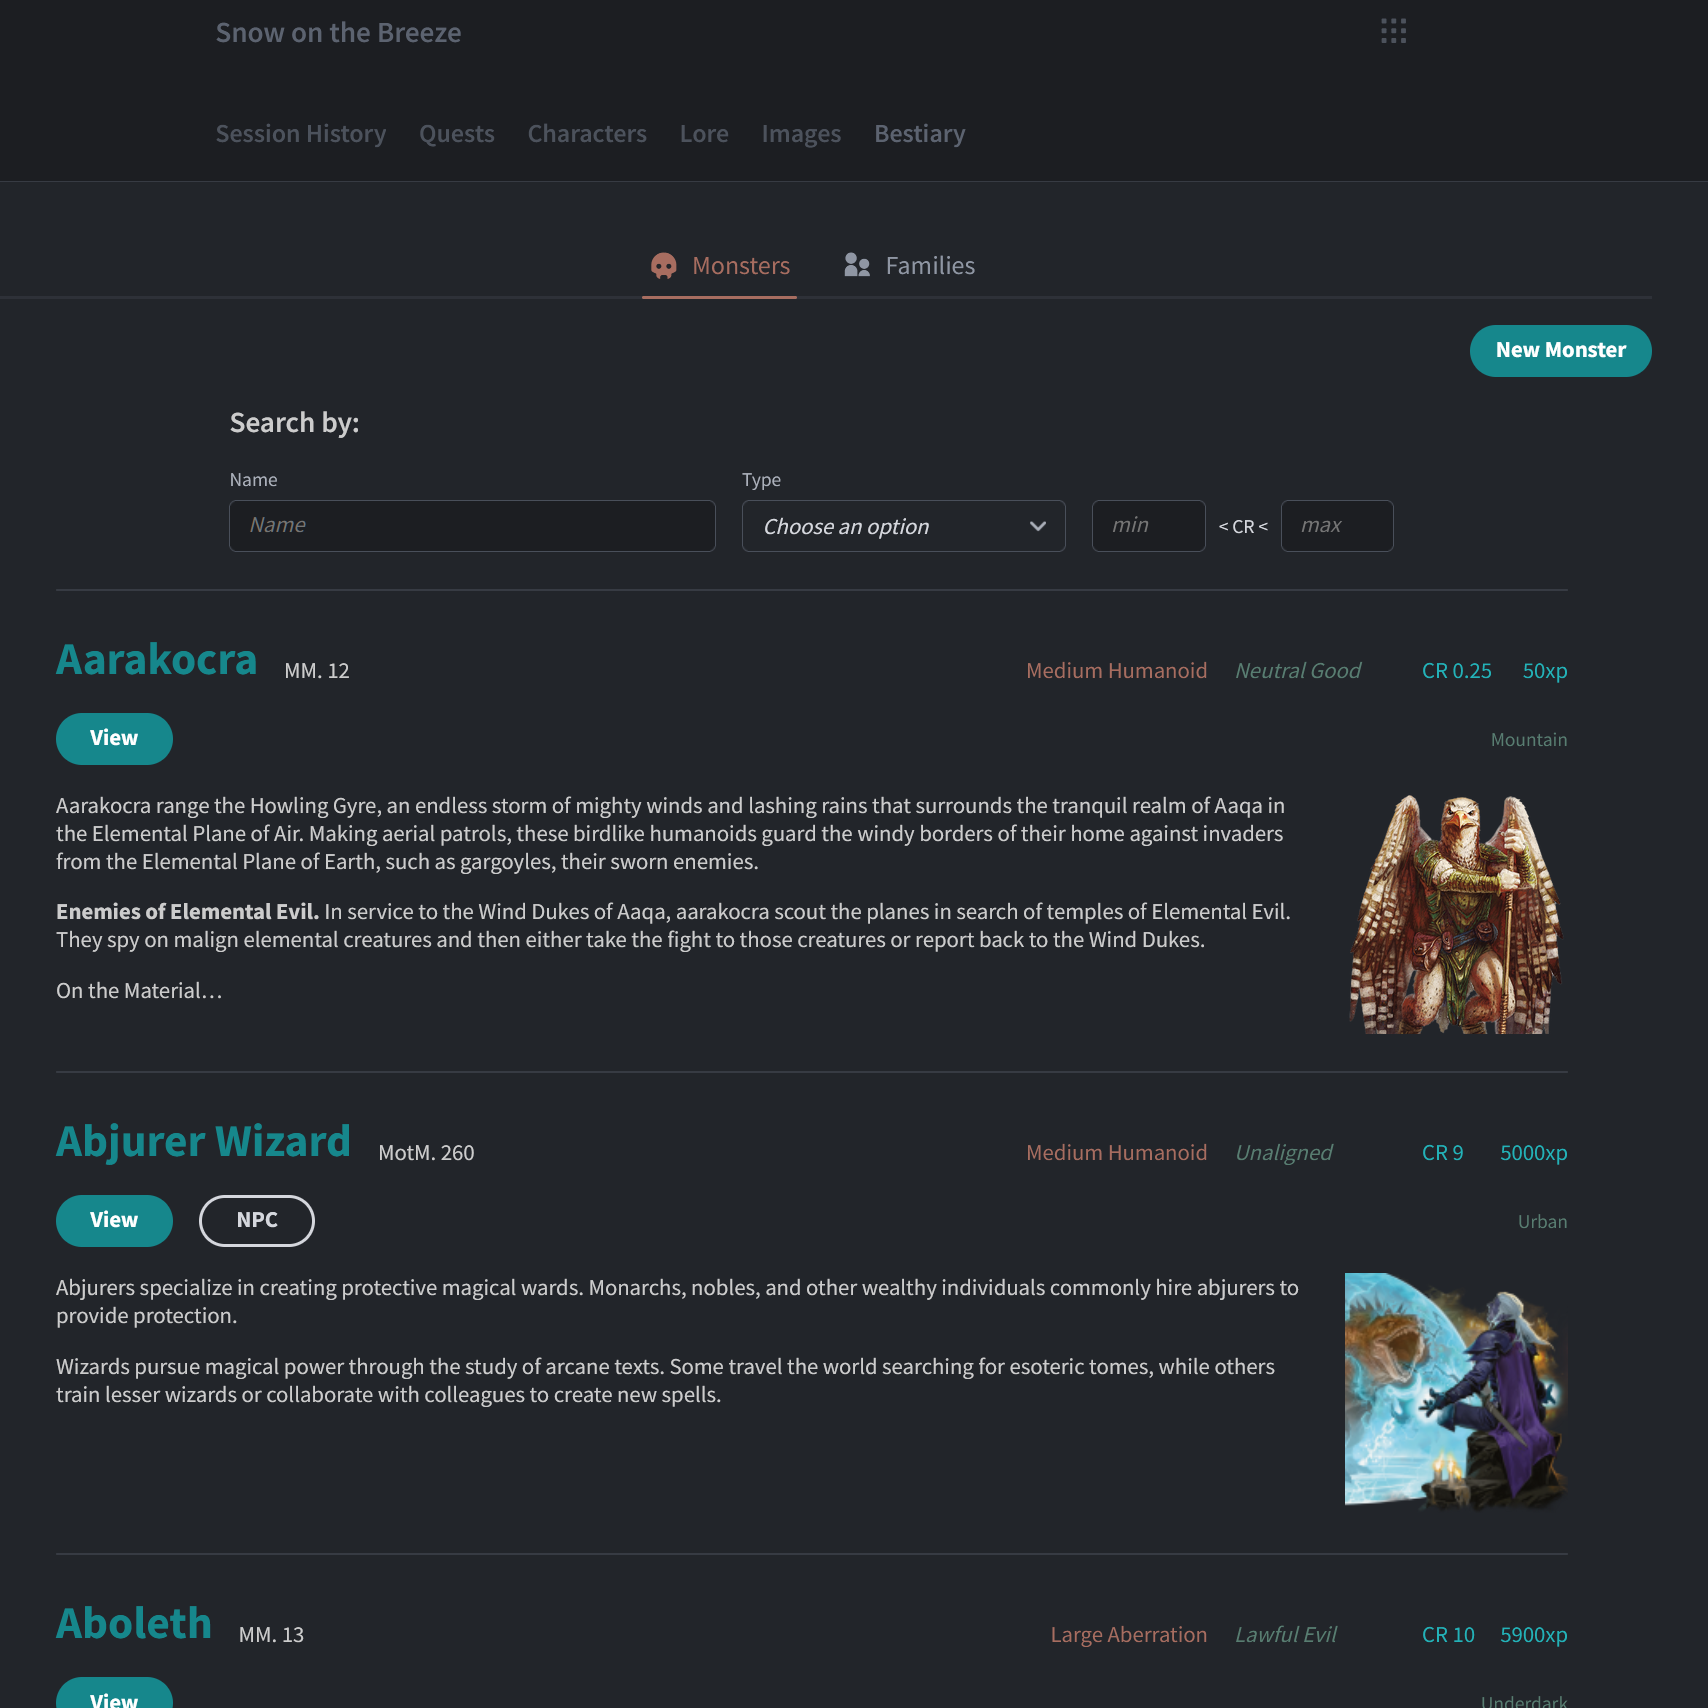 Snow on the Breeze
Session History Quests Characters Lore Images Bestiary
Monsters Families
New Monster
Search by:
Name Type
Name Choose an option min < CR < max
Aarakocra MM. 12 Medium Humanoid Neutral Good CR 0.25 50xp
View Mountain
Aarakocra range the Howling Gyre, an endless storm of mighty winds and lashing rains that surrounds the tranquil realm of Aaqa in
the Elemental Plane of Air. Making aerial patrols, these birdlike humanoids guard the windy borders of their home against invaders
from the Elemental Plane of Earth, such as gargoyles, their sworn enemies.
Enemies of Elemental Evil. In service to the Wind Dukes of Aaqa, aarakocra scout the planes in search of temples of Elemental Evil.
They spy on malign elemental creatures and then either take the fight to those creatures or report back to the Wind Dukes.
On the Material…
Abjurer Wizard MotM. 260 Medium Humanoid Unaligned CR 9 5000xp
View NPC Urban
Abjurers specialize in creating protective magical wards. Monarchs, nobles, and other wealthy individuals commonly hire abjurers to
provide protection.
Wizards pursue magical power through the study of arcane texts. Some travel the world searching for esoteric tomes, while others
train lesser wizards or collaborate with colleagues to create new spells.
Aboleth MM. 13 Large Aberration Lawful Evil CR 10 5900xp
View Underdark